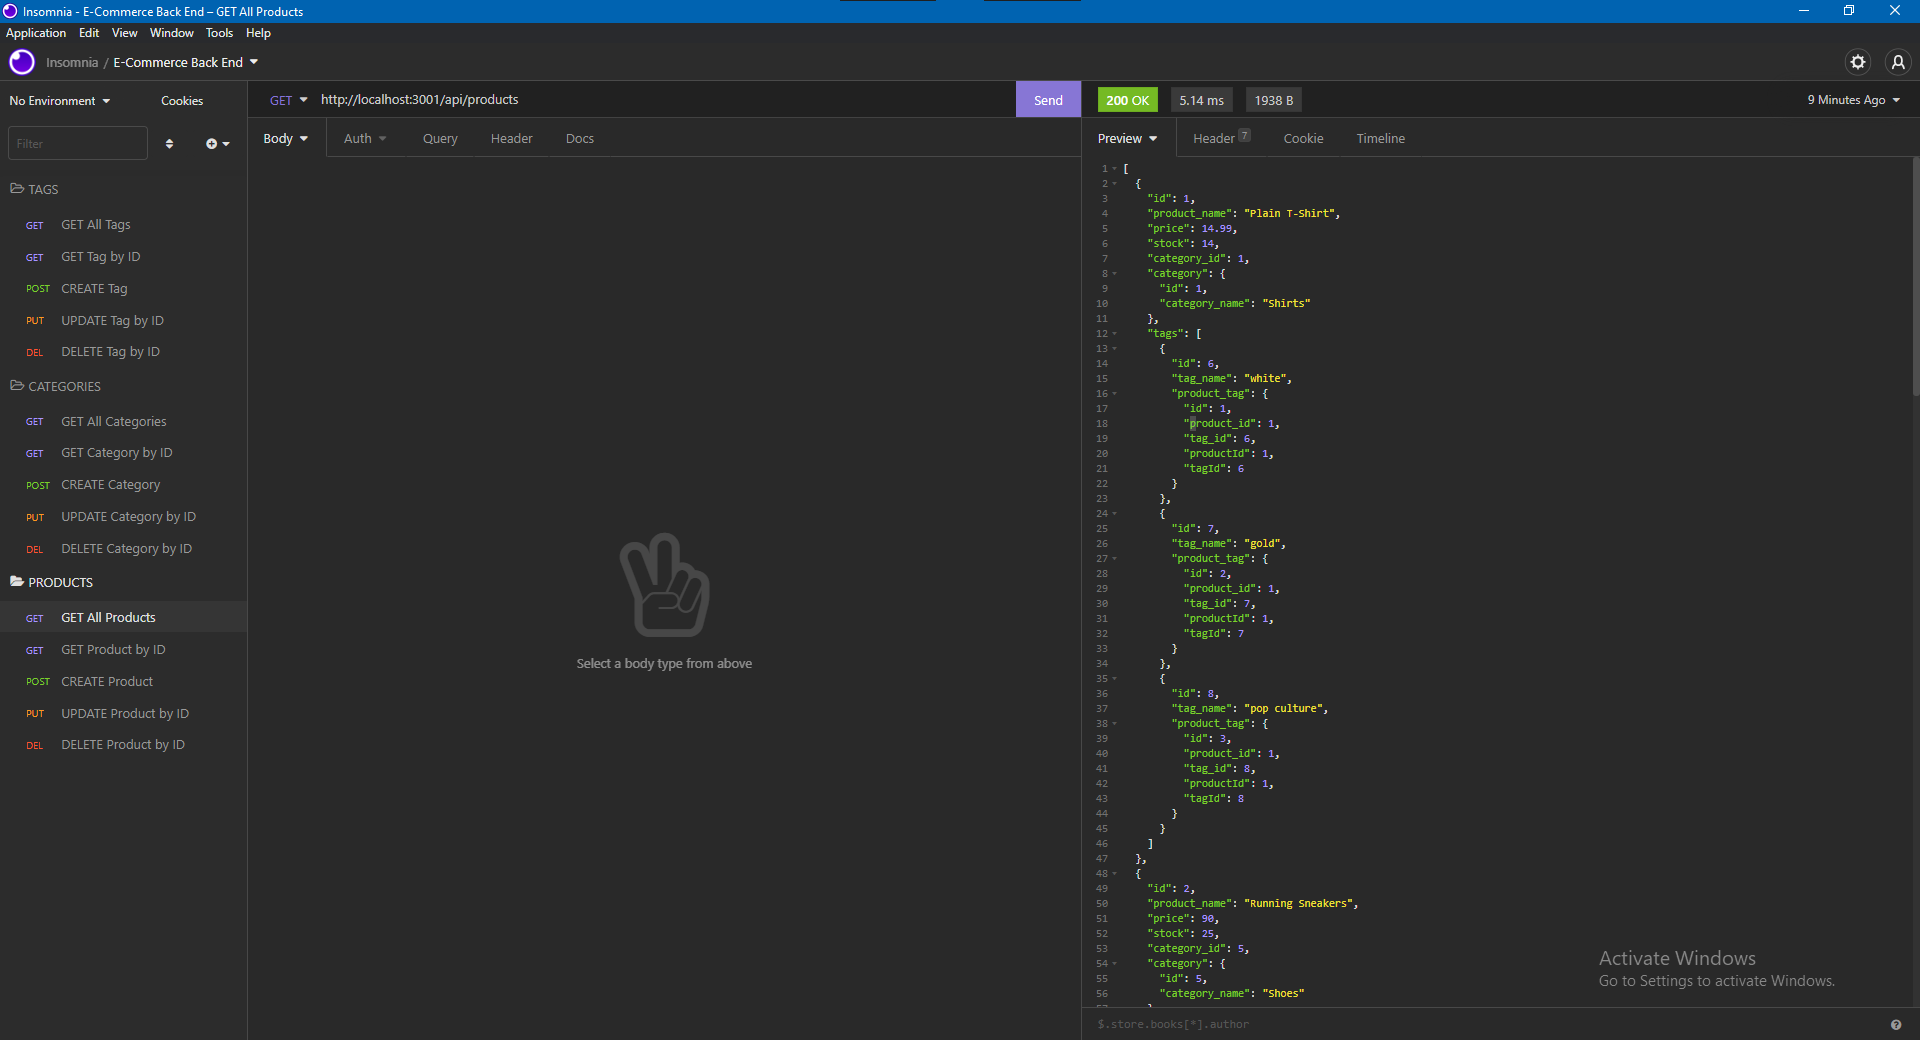 Insomnia - E-Commerce Back End – GET All Products
Application Edit View Window Tools Help
Insomnia / E-Commerce Back End
No Environment
Cookies
Filter
TAGS
GET GET All Tags
GET GET Tag by ID
POST CREATE Tag
PUT UPDATE Tag by ID
DEL DELETE Tag by ID
CATEGORIES
GET GET All Categories
GET GET Category by ID
POST CREATE Category
PUT UPDATE Category by ID
DEL DELETE Category by ID
PRODUCTS
GET GET All Products
GET GET Product by ID
POST CREATE Product
PUT UPDATE Product by ID
DEL DELETE Product by ID
GET http://localhost:3001/api/products Send
Body Auth Query Header Docs
Select a body type from above
200 OK 5.14 ms 1938 B 9 Minutes Ago
Preview Header 7 Cookie Timeline
1 [
2 {
3 "id": 1,
4 "product_name": "Plain T-Shirt",
5 "price": 14.99,
6 "stock": 14,
7 "category_id": 1,
8 "category": {
9 "id": 1,
10 "category_name": "Shirts"
11 },
12 "tags": [
13 {
14 "id": 6,
15 "tag_name": "white",
16 "product_tag": {
17 "id": 1,
18 "product_id": 1,
19 "tag_id": 6,
20 "productId": 1,
21 "tagId": 6
22 }
23 },
24 {
25 "id": 7,
26 "tag_name": "gold",
27 "product_tag": {
28 "id": 2,
29 "product_id": 1,
30 "tag_id": 7,
31 "productId": 1,
32 "tagId": 7
33 }
34 },
35 {
36 "id": 8,
37 "tag_name": "pop culture",
38 "product_tag": {
39 "id": 3,
40 "product_id": 1,
41 "tag_id": 8,
42 "productId": 1,
43 "tagId": 8
44 }
45 }
46 ]
47 },
48 {
49 "id": 2,
50 "product_name": "Running Sneakers",
51 "price": 90,
52 "stock": 25,
53 "category_id": 5,
54 "category": {
55 "id": 5,
56 "category_name": "Shoes"
Activate Windows
Go to Settings to activate Windows.
$.store.books[*].author